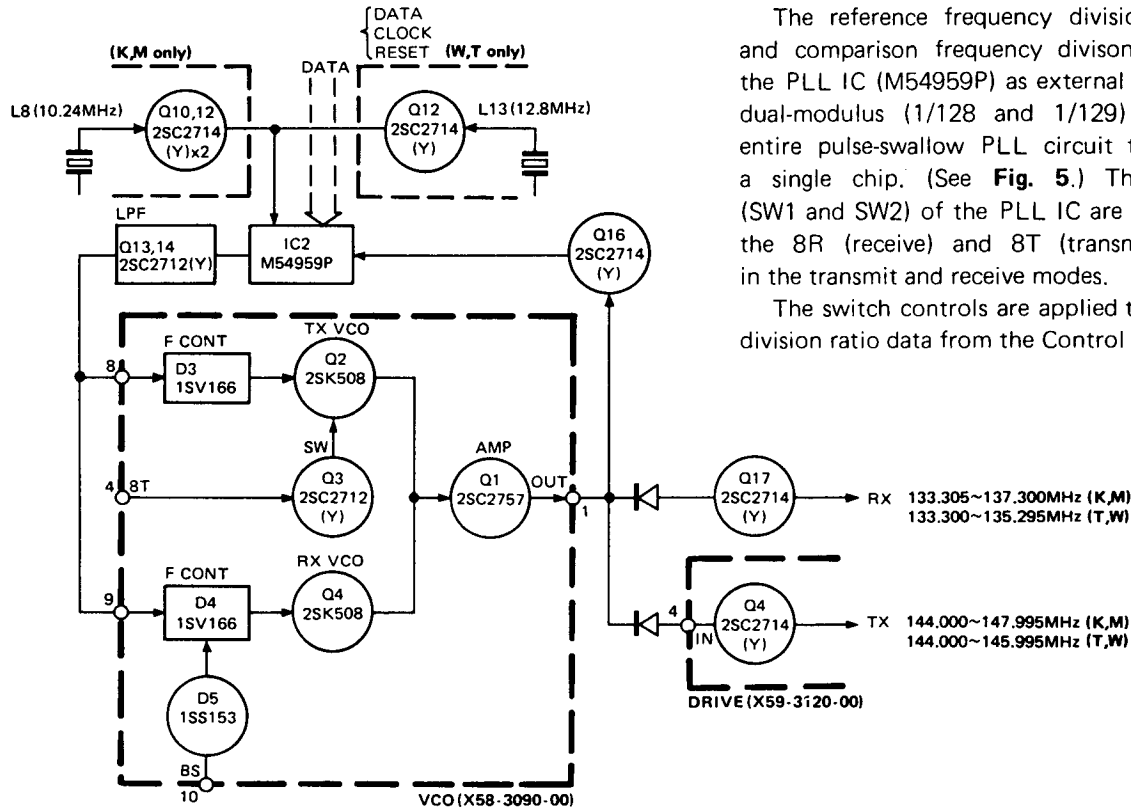 DATA
CLOCK
RESET
(K,M only)
(W,T only)
DATA
L8 (10.24MHz)
Q10,12
2SC2714
(Y)x2
Q12
2SC2714
(Y)
L13 (12.8MHz)
LPF
Q13,14
2SC2712(Y)
IC2
M54959P
Q16
2SC2714
(Y)
TX VCO
F CONT
8
D3
1SV166
Q2
2SK508
SW
4
8T
Q3
2SC2712
(Y)
AMP
Q1
2SC2757
OUT
1
RX VCO
F CONT
9
D4
1SV166
Q4
2SK508
D5
1SS153
BS
10
VCO (X58-3090-00)
Q17
2SC2714
(Y)
RX 133.305~137.300MHz (K,M)
133.300~135.295MHz (T,W)
4
IN
Q4
2SC2714
(Y)
TX 144.000~147.995MHz (K,M)
144.000~145.995MHz (T,W)
DRIVE (X59-3120-00)
The reference frequency divisio
and comparison frequency divison
the PLL IC (M54959P) as external
dual-modulus (1/128 and 1/129)
entire pulse-swallow PLL circuit t
a single chip. (See Fig. 5.) Th
(SW1 and SW2) of the PLL IC are
the 8R (receive) and 8T (transm
in the transmit and receive modes.
The switch controls are applied t
division ratio data from the Control